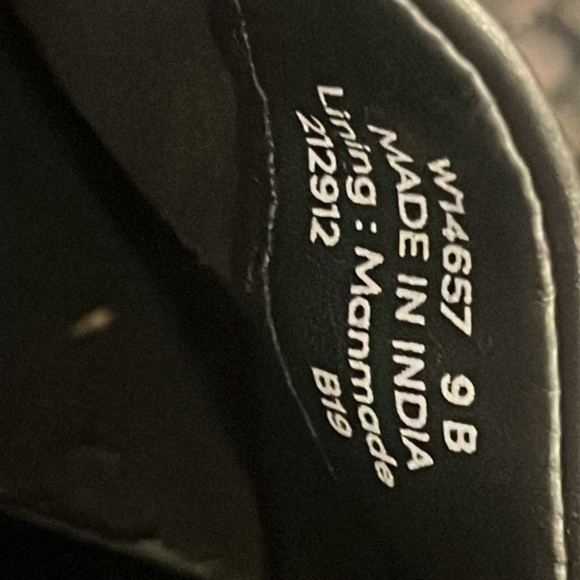 W14657 9 B
MADE IN INDIA
Lining : Manmade
212912 B19